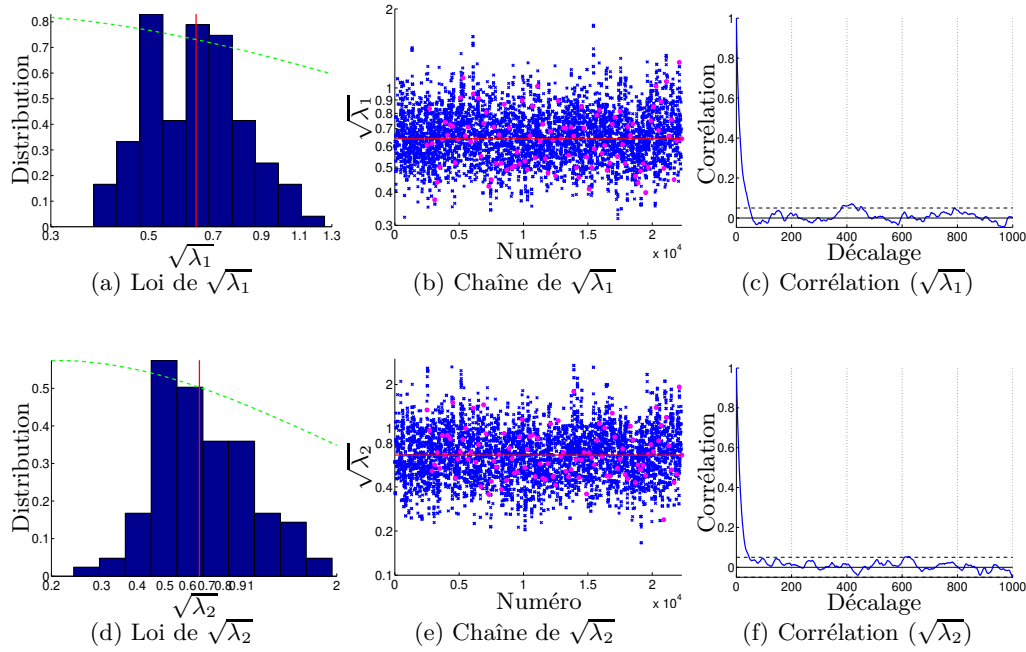 Distribution
0.8
0.7
0.6
0.5
0.4
0.3
0.2
0.1
0
0.3 0.5 0.7 0.9 1.1 1.3
√λ₁
(a) Loi de √λ₁
√λ₁
2
1
0.9
0.8
0.7
0.6
0.5
0.4
0.3
0 0.5 1 1.5 2
x 10⁴
Numéro
(b) Chaîne de √λ₁
Corrélation
1
0.8
0.6
0.4
0.2
0
0 200 400 600 800 1000
Décalage
(c) Corrélation (√λ₁)
Distribution
0.5
0.4
0.3
0.2
0.1
0
0.2 0.3 0.4 0.5 0.6 0.7 0.8 0.9 1 2
√λ₂
(d) Loi de √λ₂
√λ₂
2
1
0.8
0.6
0.4
0.2
0.1
0 0.5 1 1.5 2
x 10⁴
Numéro
(e) Chaîne de √λ₂
Corrélation
1
0.8
0.6
0.4
0.2
0
0 200 400 600 800 1000
Décalage
(f) Corrélation (√λ₂)